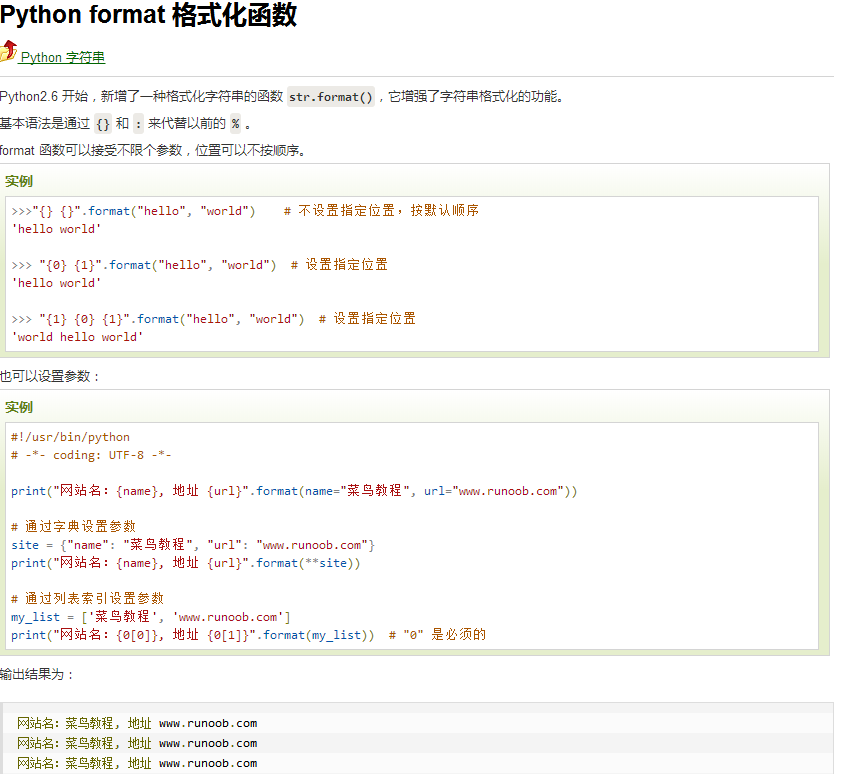 Python format 格式化函数
Python 字符串
Python2.6 开始，新增了一种格式化字符串的函数 str.format()，它增强了字符串格式化的功能。
基本语法是通过 {} 和 : 来代替以前的 % 。
format 函数可以接受不限个参数，位置可以不按顺序。
实例
>>>"{} {}".format("hello", "world")    # 不设置指定位置，按默认顺序
'hello world'
>>> "{0} {1}".format("hello", "world")  # 设置指定位置
'hello world'
>>> "{1} {0} {1}".format("hello", "world")  # 设置指定位置
'world hello world'
也可以设置参数：
实例
#!/usr/bin/python
# -*- coding: UTF-8 -*-
print("网站名：{name}, 地址 {url}".format(name="菜鸟教程", url="www.runoob.com"))
# 通过字典设置参数
site = {"name": "菜鸟教程", "url": "www.runoob.com"}
print("网站名：{name}, 地址 {url}".format(**site))
# 通过列表索引设置参数
my_list = ['菜鸟教程', 'www.runoob.com']
print("网站名：{0[0]}, 地址 {0[1]}".format(my_list))  # "0" 是必须的
输出结果为：
网站名：菜鸟教程, 地址 www.runoob.com
网站名：菜鸟教程, 地址 www.runoob.com
网站名：菜鸟教程, 地址 www.runoob.com